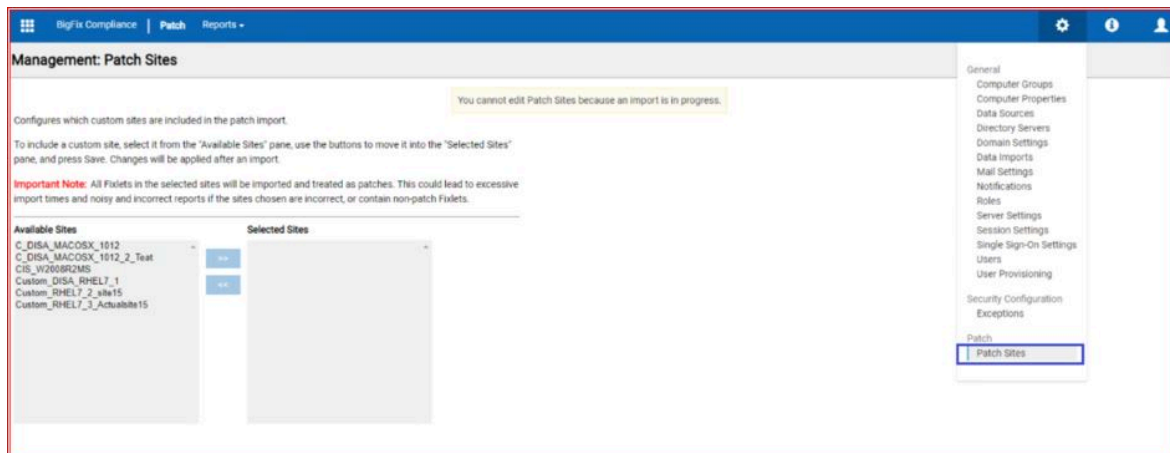 BigFix Compliance | Patch Reports
Management: Patch Sites
You cannot edit Patch Sites because an import is in progress.
Configures which custom sites are included in the patch import.
To include a custom site, select it from the "Available Sites" pane, use the buttons to move it into the "Selected Sites"
pane, and press Save. Changes will be applied after an import.
Important Note: All Fixlets in the selected sites will be imported and treated as patches. This could lead to excessive
import times and noisy and incorrect reports if the sites chosen are incorrect, or contain non-patch Fixlets.
Available Sites
C_DISA_MACOSX_1012
C_DISA_MACOSX_1012_2_Teat
CIS_W2008R2MS
Custom_DISA_RHEL7_1
Custom_RHEL7_2_site15
Custom_RHEL7_3_Actualsite15
>>
<<
Selected Sites
General
Computer Groups
Computer Properties
Data Sources
Directory Servers
Domain Settings
Data Imports
Mail Settings
Notifications
Roles
Server Settings
Session Settings
Single Sign-On Settings
Users
User Provisioning
Security Configuration
Exceptions
Patch
Patch Sites